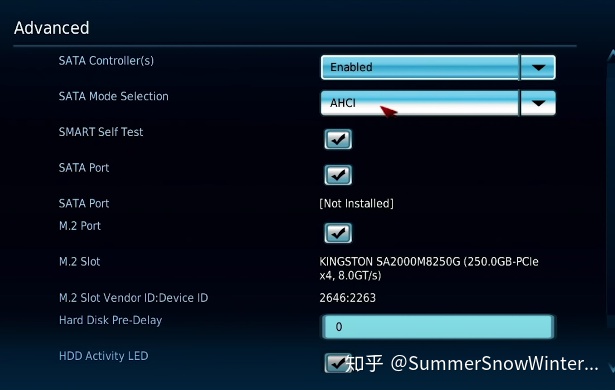 Advanced
SATA Controller(s) Enabled
SATA Mode Selection AHCI
SMART Self Test
SATA Port
SATA Port [Not Installed]
M.2 Port
M.2 Slot KINGSTON SA2000M8250G (250.0GB-PCIe
x4, 8.0GT/s)
M.2 Slot Vendor ID:Device ID 2646:2263
Hard Disk Pre-Delay 0
HDD Activity LED
知乎 @SummerSnowWinter...